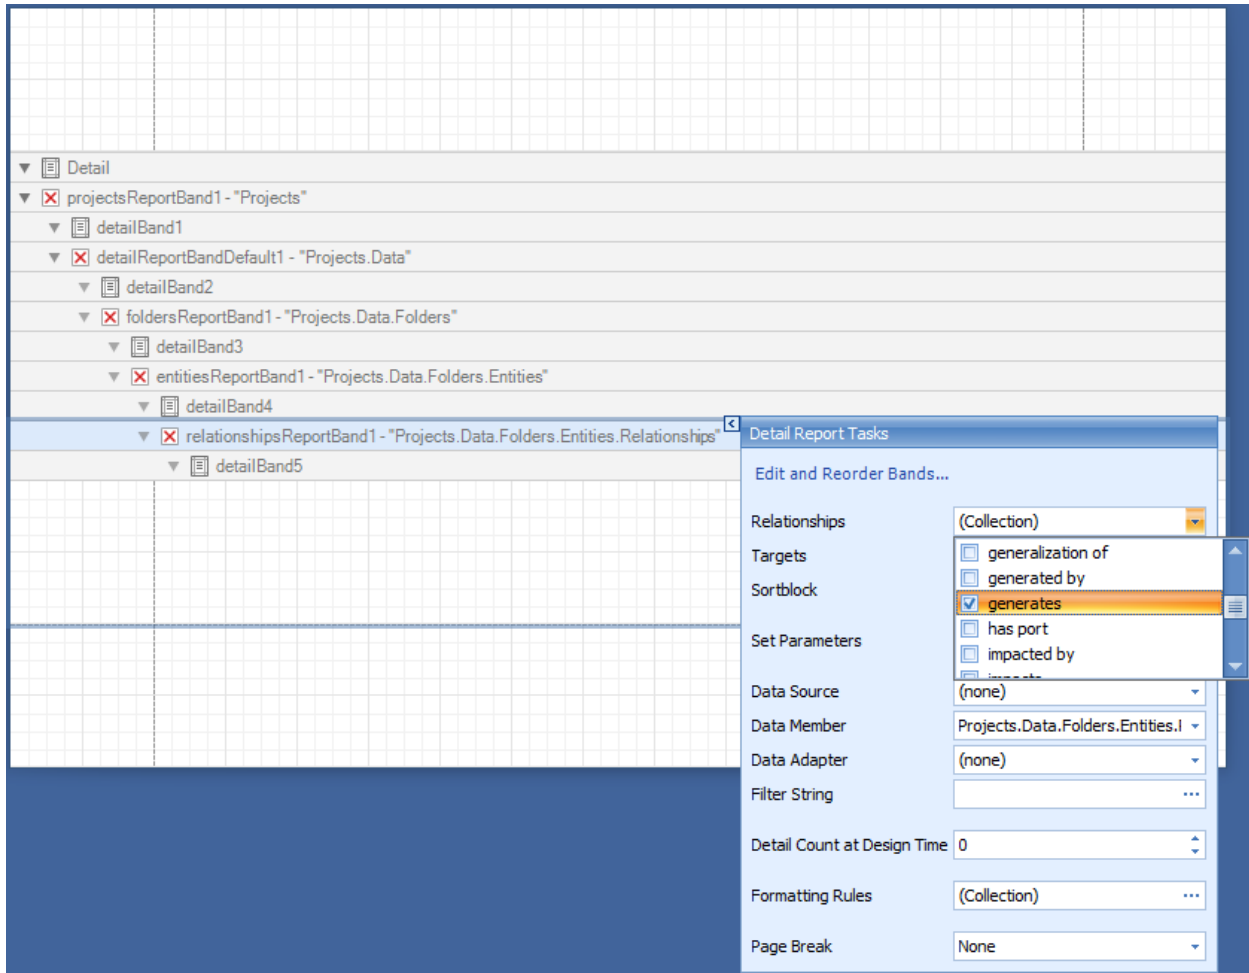 Detail
projectsReportBand1 - "Projects"
detailBand1
detailReportBandDefault1 - "Projects.Data"
detailBand2
foldersReportBand1 - "Projects.Data.Folders"
detailBand3
entitiesReportBand1 - "Projects.Data.Folders.Entities"
detailBand4
relationshipsReportBand1 - "Projects.Data.Folders.Entities.Relationships"
detailBand5
Detail Report Tasks
Edit and Reorder Bands...
Relationships (Collection)
generalization of
generated by
generates
has port
impacted by
Targets
Sortblock
Set Parameters
Data Source (none)
Data Member Projects.Data.Folders.Entities.
Data Adapter (none)
Filter String
Detail Count at Design Time 0
Formatting Rules (Collection)
Page Break None